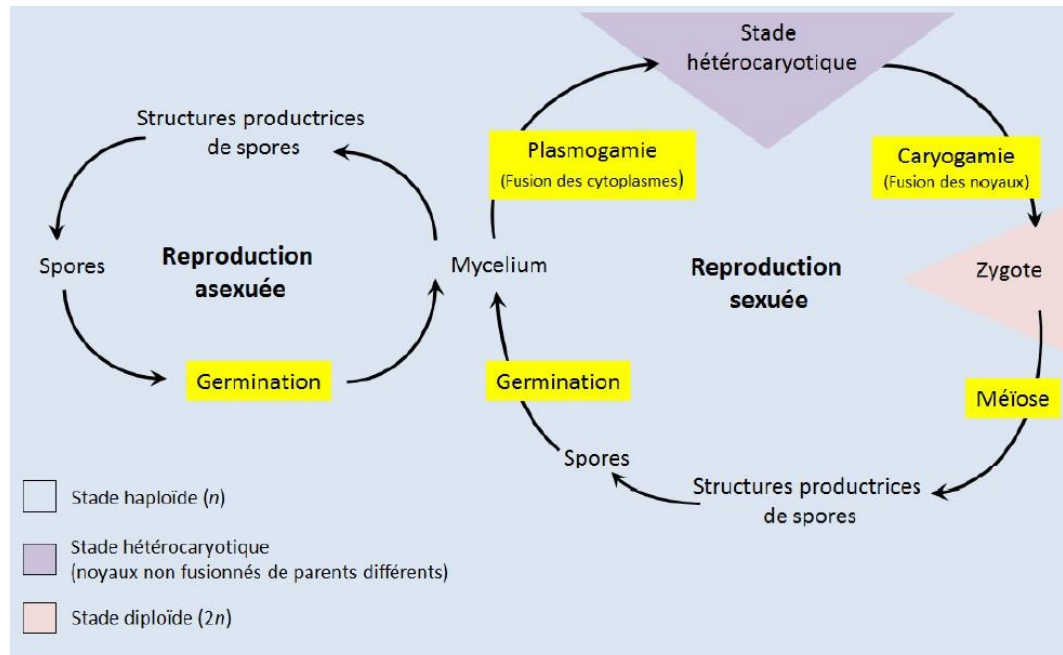 Stade
hétérocaryotique
Structures productrices
de spores
Plasmogamie
(Fusion des cytoplasmes)
Caryogamie
(Fusion des noyaux)
Spores
Reproduction
asexuée
Mycelium
Reproduction
sexuée
Zygote
Germination
Germination
Méïose
Spores
Structures productrices
de spores
Stade haploïde (n)
Stade hétérocaryotique
(noyaux non fusionnés de parents différents)
Stade diploïde (2n)